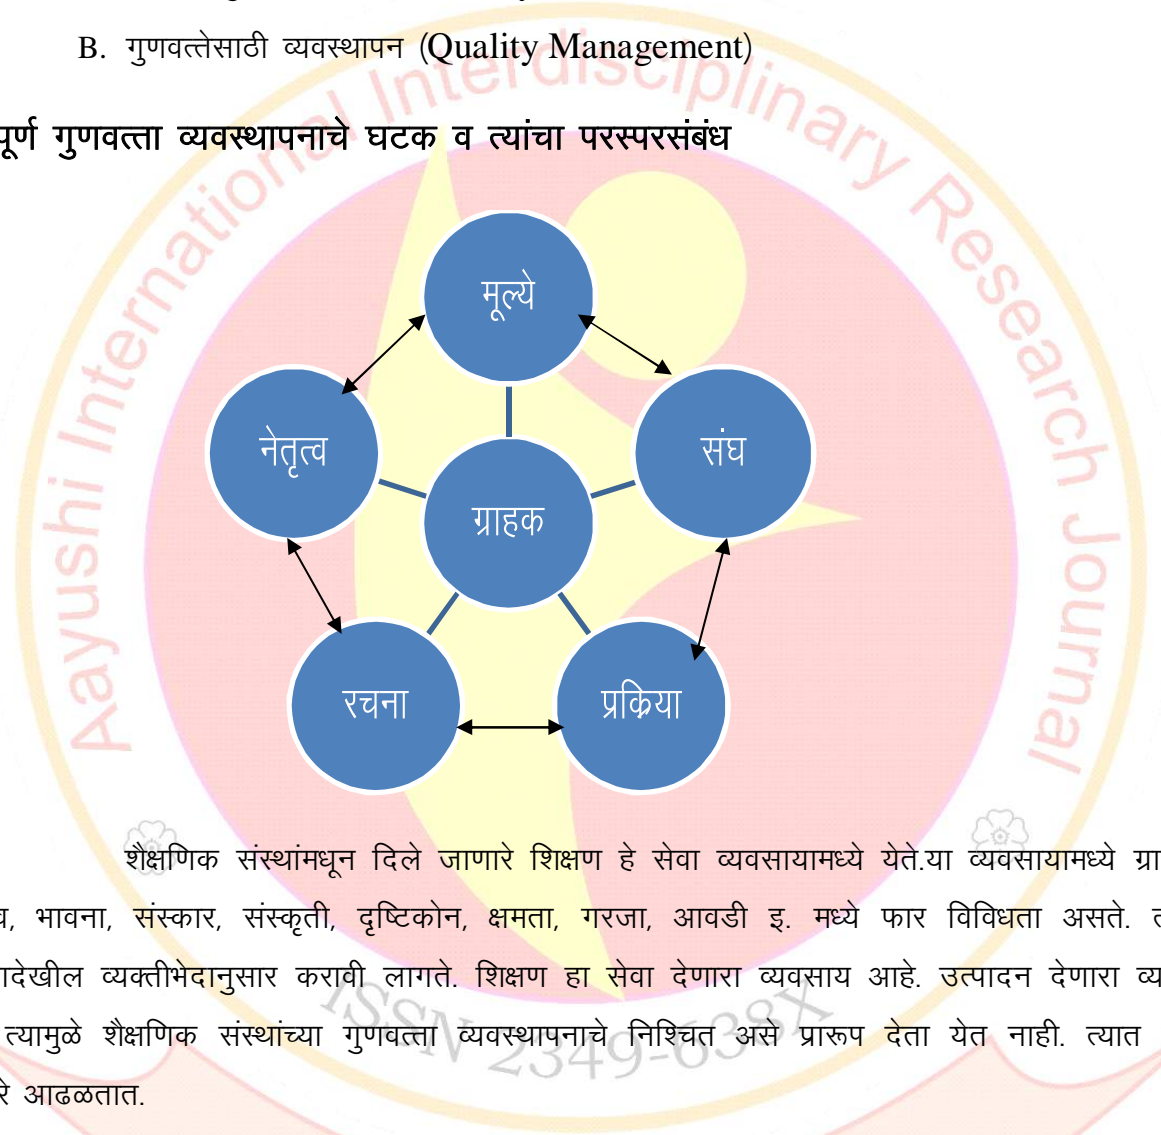 B. गुणवत्तेसाठी व्यवस्थापन (Quality Management)
पूर्ण गुणवत्ता व्यवस्थापनाचे घटक व त्यांचा परस्परसंबंध
मूल्ये
नेतृत्व
संघ
ग्राहक
रचना
प्रक्रिया
शैक्षणिक संस्थांमधून दिले जाणारे शिक्षण हे सेवा व्यवसायामध्ये येते.या व्यवसायामध्ये
भावना, संस्कार, संस्कृती, दृष्टिकोन, क्षमता, गरजा, आवडी इ. मध्ये फार विविधता असते.
व्यक्तीभेदानुसार करावी लागते. शिक्षण हा सेवा देणारा व्यवसाय आहे. उत्पादन देणारा
त्यामुळे शैक्षणिक संस्थांच्या गुणवत्ता व्यवस्थापनाचे निश्चित असे प्रारूप देता येत नाही. त्यात
आढळतात.
Aayushi International Interdisciplinary Research Journal
ISSN 2349-638X